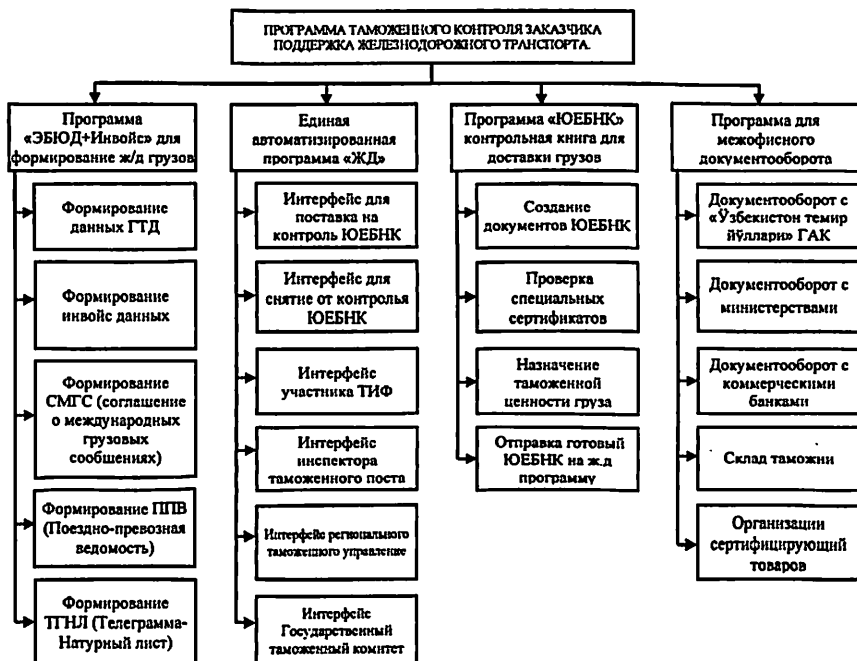 ПРОГРАММА ТАМОЖЕННОГО КОНТРОЛЯ ЗАКАЗЧИКА
ПОДДЕРЖКА ЖЕЛЕЗНОДОРОЖНОГО ТРАНСПОРТА.
Программа
«ЭБЮД+Инвойс» для
формирование ж/д грузов
Формирование
данных ГТД
Формирование
инвойс данных
Формирование
СМГС (соглашение
о международных
грузовых
сообшениях)
Формирование ППВ
(Поездно-превозная
ведомость)
Формирование
ТГНЛ (Телеграмма-
Натурный лист)
Единая
автоматизированная
программа «ЖД»
Интерфейс для
поставка на
контроль ЮЕБНК
Интерфейс для
снятие от контролья
ЮЕБНК
Интерфейс
участника ТИФ
Интерфейс
инспектора
таможенного поста
Интерфейс регионального
таможенного управление
Интерфейс
Государственный
таможенный комитет
Программа «ЮЕБНК»
контрольная книга для
доставки грузов
Создание
документов ЮЕБНК
Проверка
специальных
сертификатов
Назначение
таможенной
ценности груза
Отправка готовый
ЮЕБНК на ж.д
программу
Программа для
межофисного
документооборота
Документооборот с
«Ўзбекистон темир
йўллари» ГАК
Документооборот с
министерствами
Документооборот с
коммерческими
банками
Склад таможни
Организации
сертифицирующий
товаров